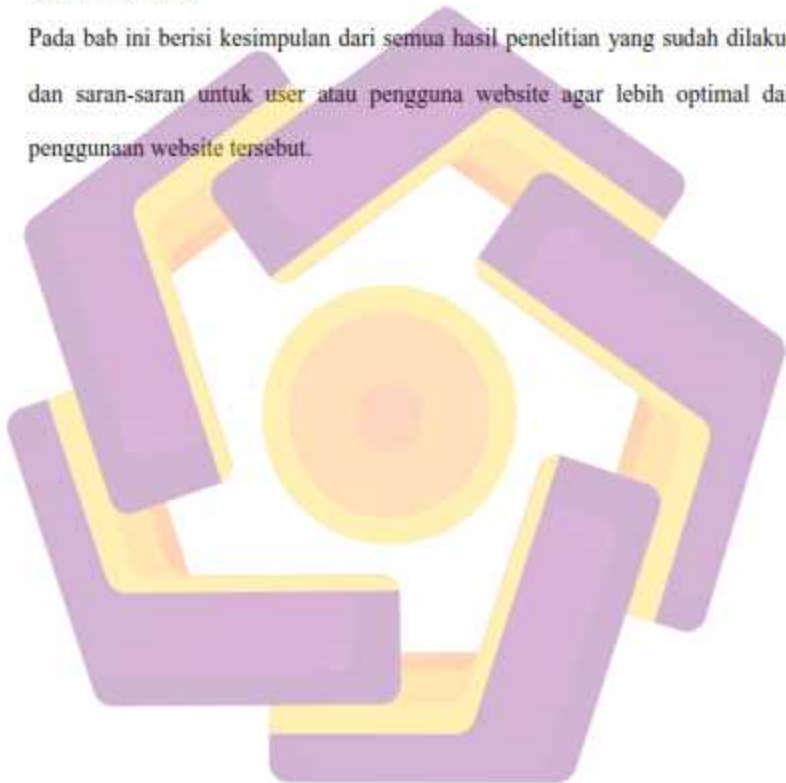 Pada bab ini berisi kesimpulan dari semua hasil penelitian yang sudah dilaku
dan saran-saran untuk user atau pengguna website agar lebih optimal da
penggunaan website tersebut.